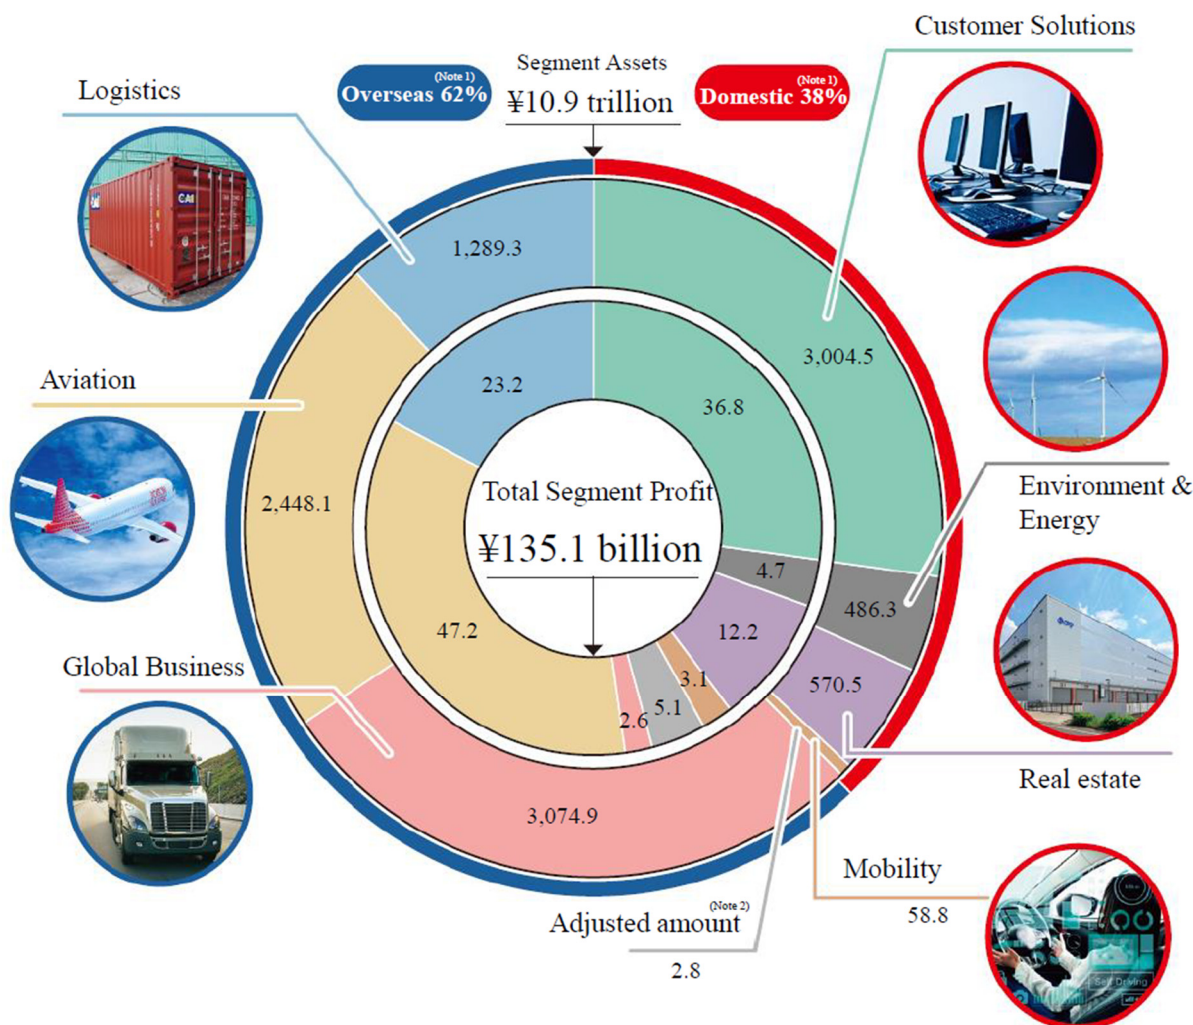 Customer Solutions
Segment Assets
¥10.9 trillion
(Note 1)
Overseas 62%
(Note 1)
Domestic 38%
Logistics
CAI
1,289.3
3,004.5
23.2
36.8
Aviation
2,448.1
Total Segment Profit
¥135.1 billion
Environment &
Energy
4.7
486.3
47.2
12.2
570.5
3.1
5.1
2.6
Global Business
Real estate
3,074.9
Mobility
58.8
(Note 2)
Adjusted amount
2.8
Self Driving